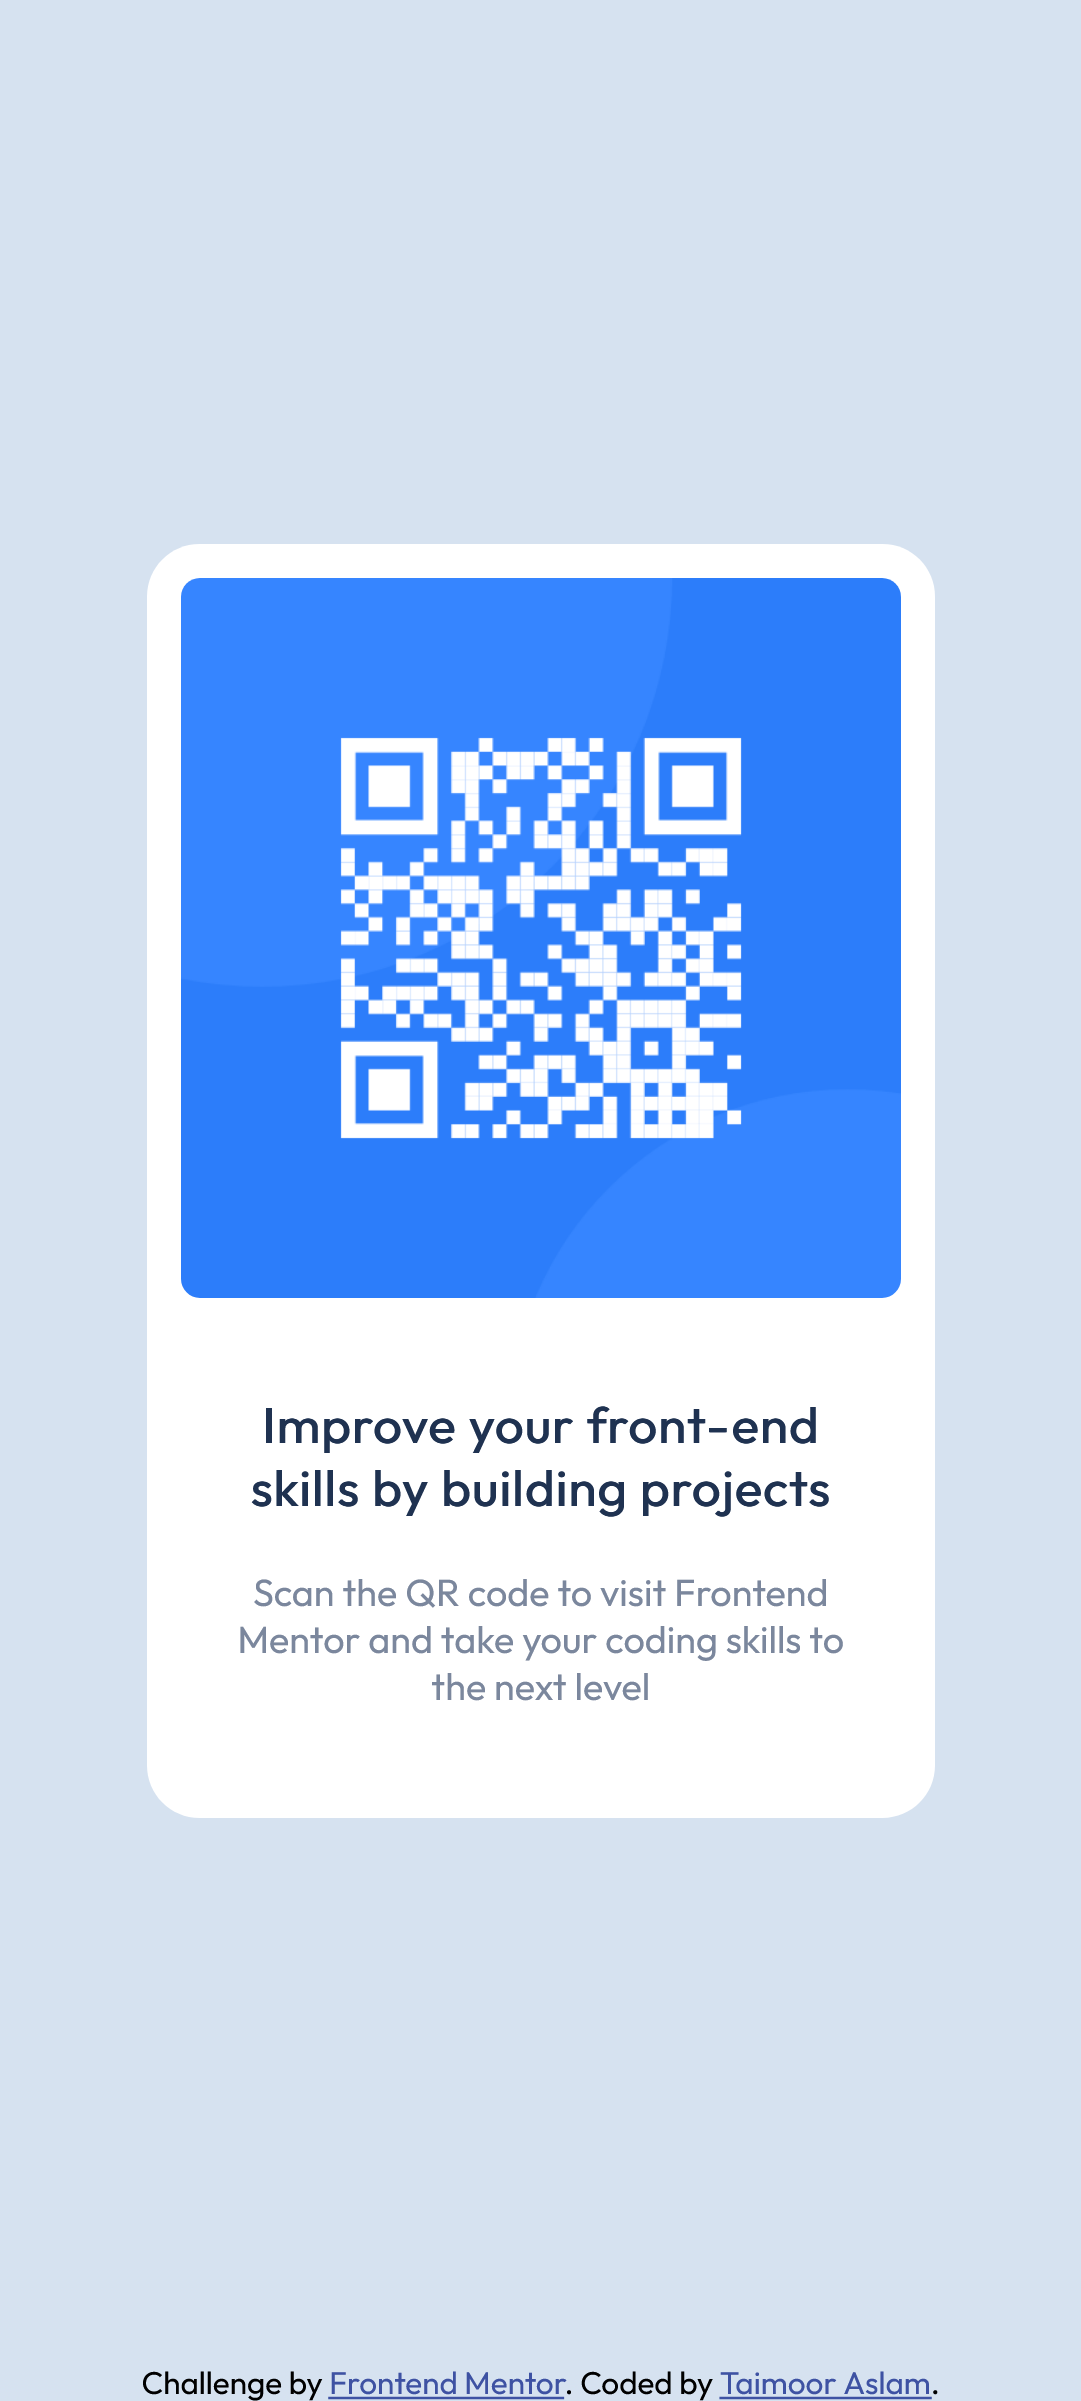 Improve your front-end
skills by building projects
Scan the QR code to visit Frontend
Mentor and take your coding skills to
the next level
Challenge by Frontend Mentor. Coded by Taimoor Aslam.